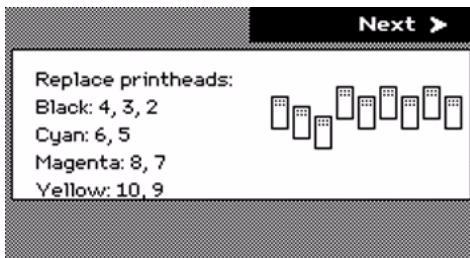 Next
Replace printheads:
Black: 4, 3, 2
Cyan: 6, 5
Magenta: 8, 7
Yellow: 10, 9